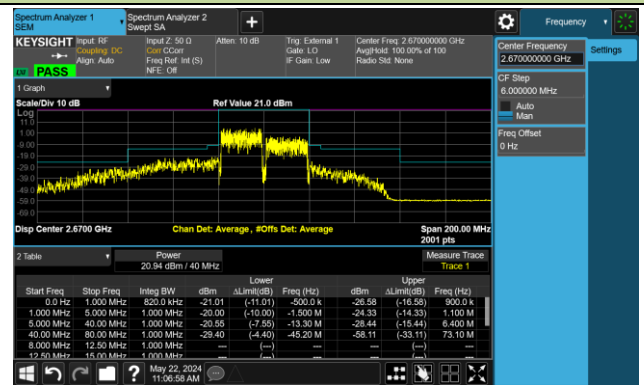 Spectrum Analyzer 1
SEM
Spectrum Analyzer 2
Swept SA
Frequency
KEYSIGHT
Input: RF
Coupling: DC
Align: Auto
Input Z: 50 Ω
Corr CCorr
Freq Ref: Int (S)
NFE: Off
Atten: 10 dB
Trig: External 1
Gate: LO
IF Gain: Low
Center Freq: 2.670000000 GHz
Avg|Hold: 100.00% of 100
Radio Std: None
PASS
Center Frequency
2.670000000 GHz
Settings
CF Step
6.000000 MHz
Auto
Man
Freq Offset
0 Hz
1 Graph
Scale/Div 10 dB
Ref Value 21.0 dBm
Log
11.0
1.00
-9.00
-19.0
-29.0
-39.0
-49.0
-59.0
-69.0
Disp Center 2.6700 GHz
Chan Det: Average , #Offs Det: Average
Span 200.00 MHz
2001 pts
2 Table
Power
20.94 dBm / 40 MHz
Measure Trace
Trace 1
Lower Upper
Start Freq Stop Freq Integ BW dBm ΔLimit(dB) Freq (Hz) dBm ΔLimit(dB) Freq (Hz)
0.0 Hz 1.000 MHz 820.0 kHz -21.01 (-11.01) -500.0 k -26.58 (-16.58) 900.0 k
1.000 MHz 5.000 MHz 1.000 MHz -20.00 (-10.00) -1.500 M -24.33 (-14.33) 1.100 M
5.000 MHz 40.00 MHz 1.000 MHz -20.55 (-7.55) -13.30 M -28.44 (-15.44) 6.400 M
40.00 MHz 80.00 MHz 1.000 MHz -29.40 (-4.40) -45.20 M -58.11 (-33.11) 73.10 M
8.000 MHz 12.50 MHz 1.000 MHz --- (---) --- --- (---) ---
12.50 MHz 15.00 MHz 1.000 MHz --- (---) --- --- (---) ---
May 22, 2024
11:06:58 AM